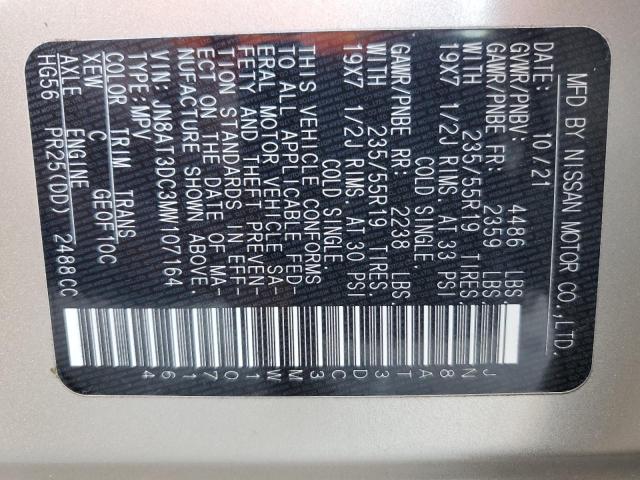 MFD BY NISSAN MOTOR CO.,LTD.
DATE: 10/21
GVWR/PNBV: 4486 LBS
GAWR/PNBE FR: 2359 LBS
WITH 235/55R19 TIRES.
19X7 1/2J RIMS. AT 33 PSI
COLD SINGLE.
GAWR/PNBE RR: 2238 LBS
WITH 235/55R19 TIRES.
19X7 1/2J RIMS. AT 30 PSI
COLD SINGLE.
THIS VEHICLE CONFORMS
TO ALL APPLICABLE FED-
ERAL MOTOR VEHICLE SA-
FETY AND THEFT PREVEN-
TION STANDARDS IN EFF-
ECT ON THE DATE OF MA-
NUFACTURE SHOWN ABOVE.
VIN: JN8AT3DC3MW107164
TYPE: MPV
COLOR TRIM TRANS
XEW C GEOF10C
AXLE ENGINE
HG56 PR25(DD) 2488CC
JN8AT3DC3MW107164